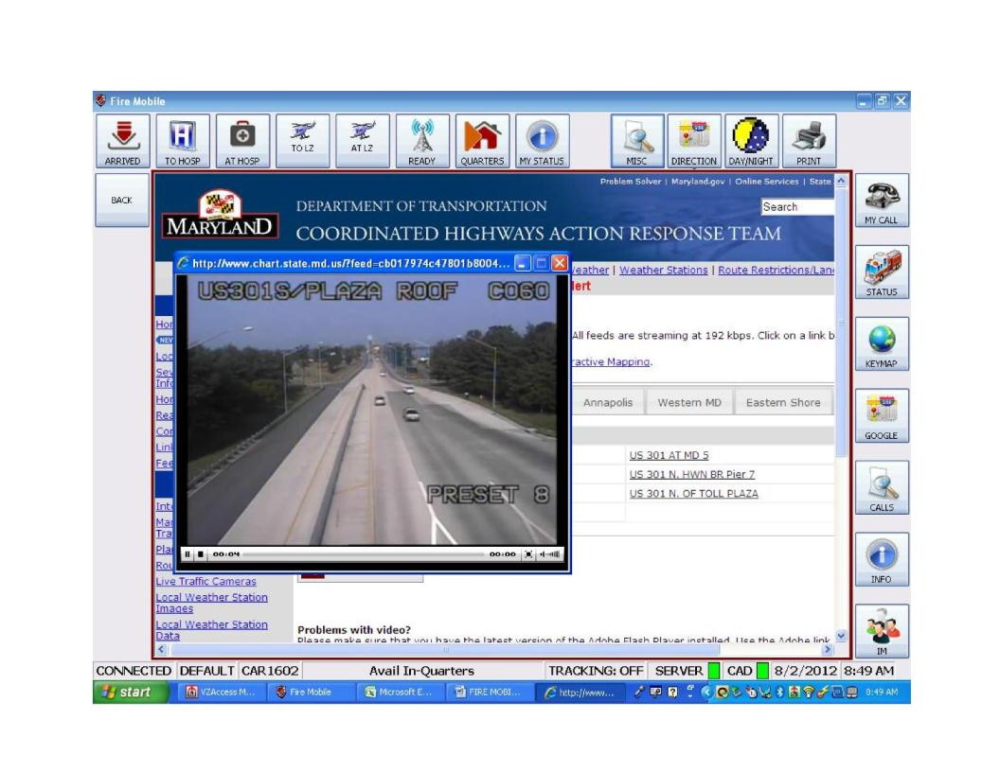 Fire Mobile
ARRIVED
TO HOSP
AT HOSP
TO LZ
AT LZ
READY
QUARTERS
MY STATUS
MISC
DIRECTION
DAY/NIGHT
PRINT
BACK
Problem Solver | Maryland.gov | Online Services | State
MARYLAND
DEPARTMENT OF TRANSPORTATION
COORDINATED HIGHWAYS ACTION RESPONSE TEAM
Search
http://www.chart.state.md.us/?feed=cb017974c47801b8004...
US301S/PLAZA ROOF C060
PRESET 8
00:04
00:00
eather | Weather Stations | Route Restrictions/Lan
lert
All feeds are streaming at 192 kbps. Click on a link b
ractive Mapping.
Annapolis
Western MD
Eastern Shore
US 301 AT MD 5
US 301 N. HWN BR Pier 7
US 301 N. OF TOLL PLAZA
Hor
NEW
Loc
Sev
Info
Hor
Rea
Cor
Link
Fee
Inte
Mar
Tra
Plar
Rou
Live Traffic Cameras
Local Weather Station
Images
Local Weather Station
Data
Problems with video?
Please make sure that you have the latest version of the Adobe Flash Player installed. Use the Adobe link
MY CALL
STATUS
KEYMAP
GOOGLE
CALLS
INFO
IM
CONNECTED DEFAULT CAR1602 Avail In-Quarters TRACKING: OFF SERVER CAD 8/2/2012 8:49 AM
start VZAccess M... Fire Mobile Microsoft E... FIRE MOBI... http://www... 8:49 AM